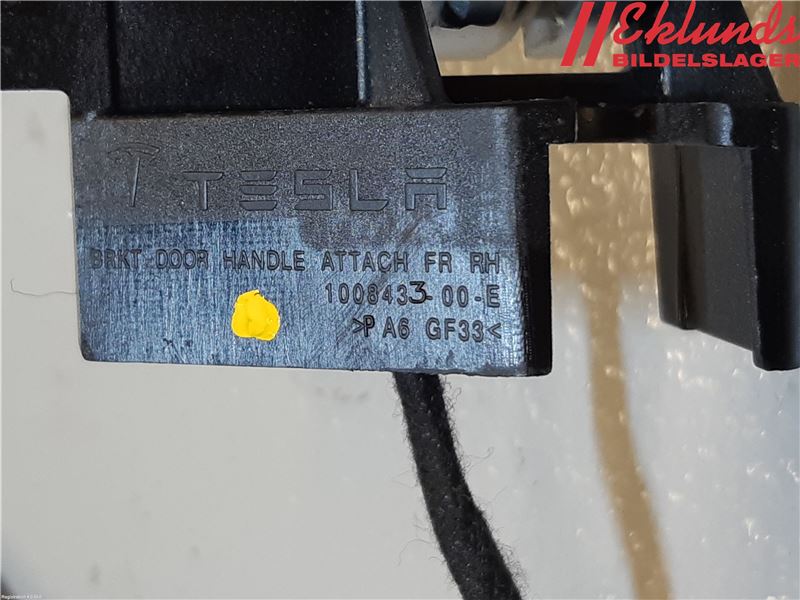 Eklunds
BILDELSLAGER
TESLA
BRKT DOOR HANDLE ATTACH FR RH
1008433-00-E
>PA6 GF33<